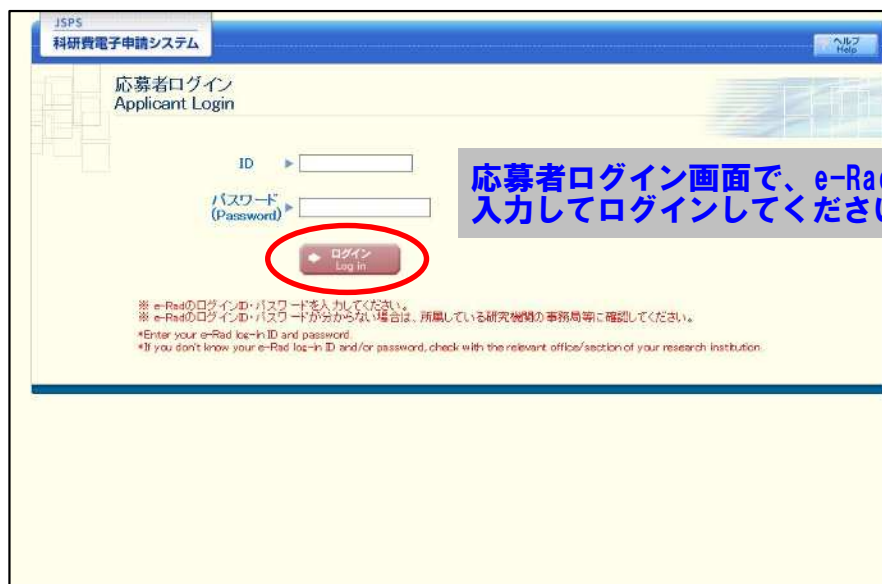 JSPS
科研費電子申請システム
ヘルプ
Help
応募者ログイン
Applicant Login
ID
パスワード
(Password)
応募者ログイン画面で、e-Rad
入力してログインしてください
ログイン
Log in
※ e-RadのログインID・パスワードを入力してください。
※ e-RadのログインID・パスワードが分からない場合は、所属している研究機関の事務局等に確認してください。
*Enter your e-Rad log-in ID and password.
*If you don't know your e-Rad log-in ID and/or password, check with the relevant office/section of your research institution.